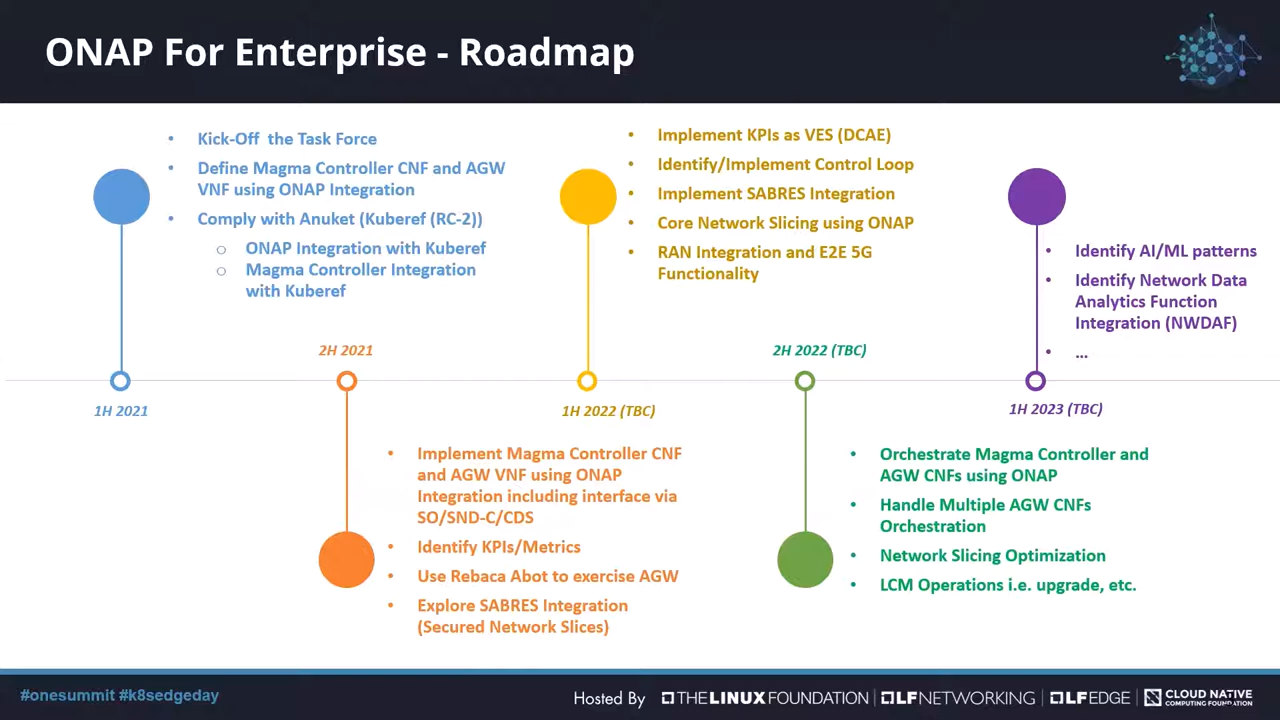 ONAP For Enterprise - Roadmap
• Kick-Off the Task Force
• Define Magma Controller CNF and AGW
VNF using ONAP Integration
• Comply with Anuket (Kuberef (RC-2))
○ ONAP Integration with Kuberef
○ Magma Controller Integration
with Kuberef
1H 2021
2H 2021
• Implement Magma Controller CNF
and AGW VNF using ONAP
Integration including interface via
SO/SND-C/CDS
• Identify KPIs/Metrics
• Use Rebaca Abot to exercise AGW
• Explore SABRES Integration
(Secured Network Slices)
• Implement KPIs as VES (DCAE)
• Identify/Implement Control Loop
• Implement SABRES Integration
• Core Network Slicing using ONAP
• RAN Integration and E2E 5G
Functionality
1H 2022 (TBC)
2H 2022 (TBC)
• Orchestrate Magma Controller and
AGW CNFs using ONAP
• Handle Multiple AGW CNFs
Orchestration
• Network Slicing Optimization
• LCM Operations i.e. upgrade, etc.
• Identify AI/ML patterns
• Identify Network Data
Analytics Function
Integration (NWDAF)
• ...
1H 2023 (TBC)
#onesummit #k8sedgeday
Hosted By
THE LINUX FOUNDATION
LFNETWORKING
LFEDGE
CLOUD NATIVE
COMPUTING FOUNDATION